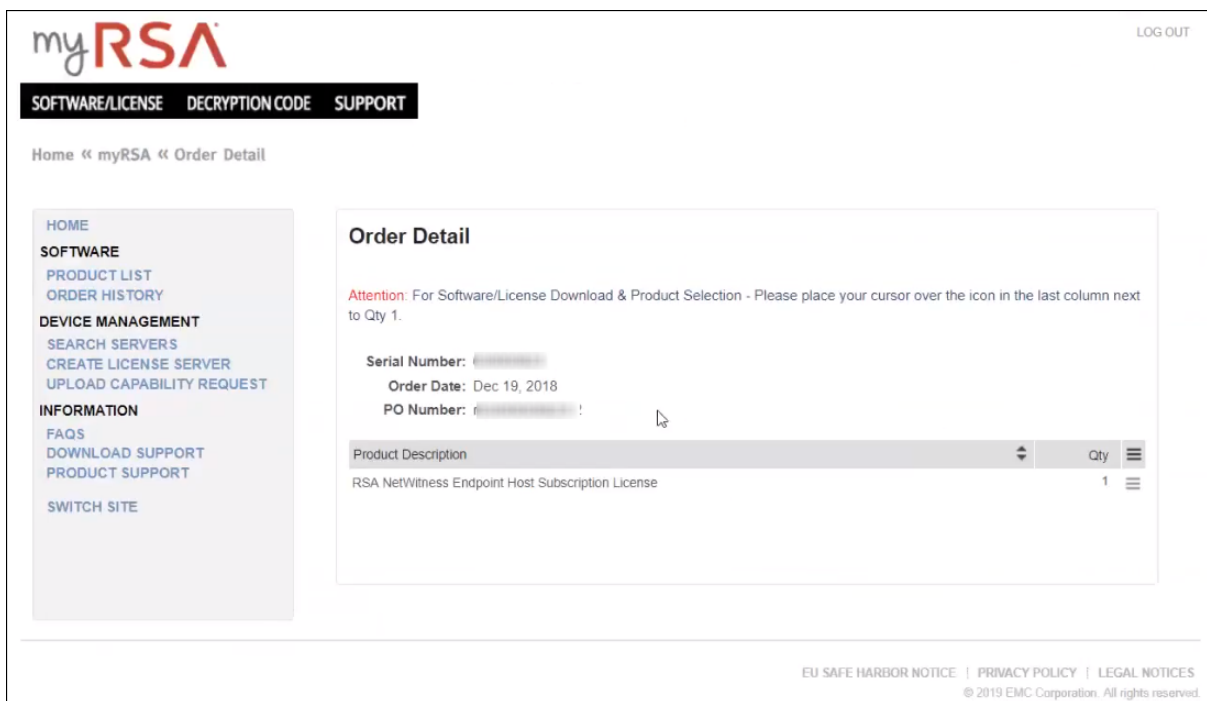 myRSA
LOG OUT
SOFTWARE/LICENSE DECRYPTION CODE SUPPORT
Home « myRSA « Order Detail
HOME
SOFTWARE
PRODUCT LIST
ORDER HISTORY
DEVICE MANAGEMENT
SEARCH SERVERS
CREATE LICENSE SERVER
UPLOAD CAPABILITY REQUEST
INFORMATION
FAQS
DOWNLOAD SUPPORT
PRODUCT SUPPORT
SWITCH SITE
Order Detail
Attention: For Software/License Download & Product Selection - Please place your cursor over the icon in the last column next
to Qty 1.
Serial Number:
Order Date: Dec 19, 2018
PO Number:
Product Description Qty
RSA NetWitness Endpoint Host Subscription License 1
EU SAFE HARBOR NOTICE | PRIVACY POLICY | LEGAL NOTICES
© 2019 EMC Corporation. All rights reserved.